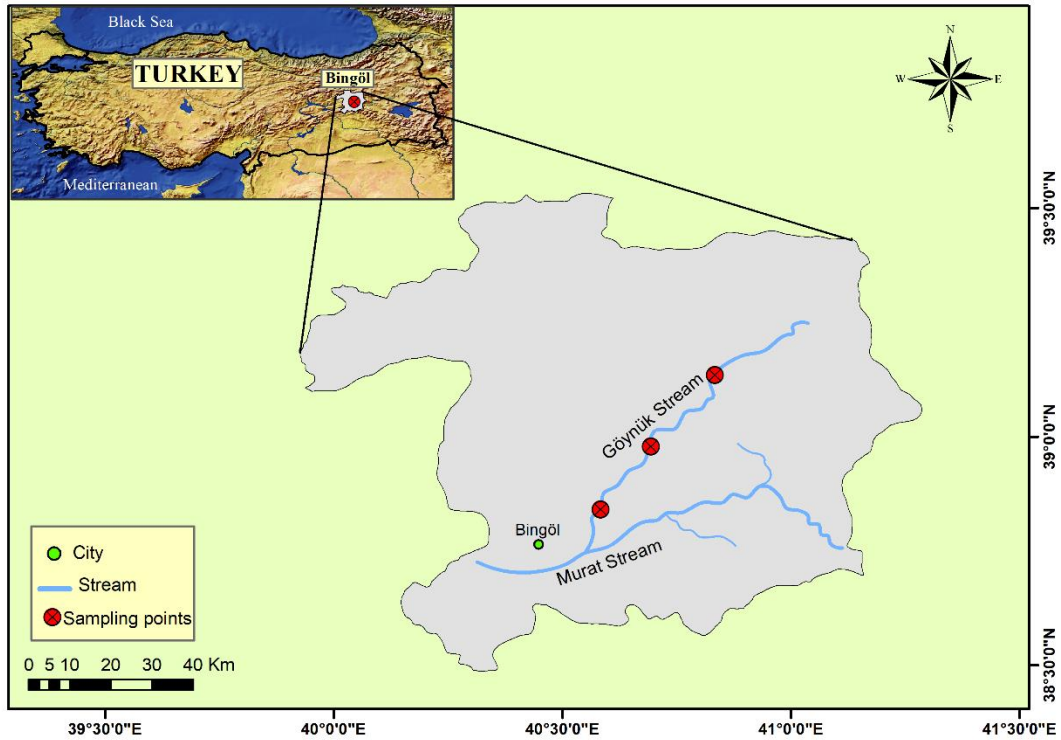 Black Sea
TURKEY
Bingöl
Mediterranean
N
W
E
S
39°30'0"N
39°0'0"N
38°30'0"N
Göynük Stream
Bingöl
Murat Stream
City
Stream
Sampling points
0 5 10 20 30 40 Km
39°30'0"E
40°0'0"E
40°30'0"E
41°0'0"E
41°30'0"E